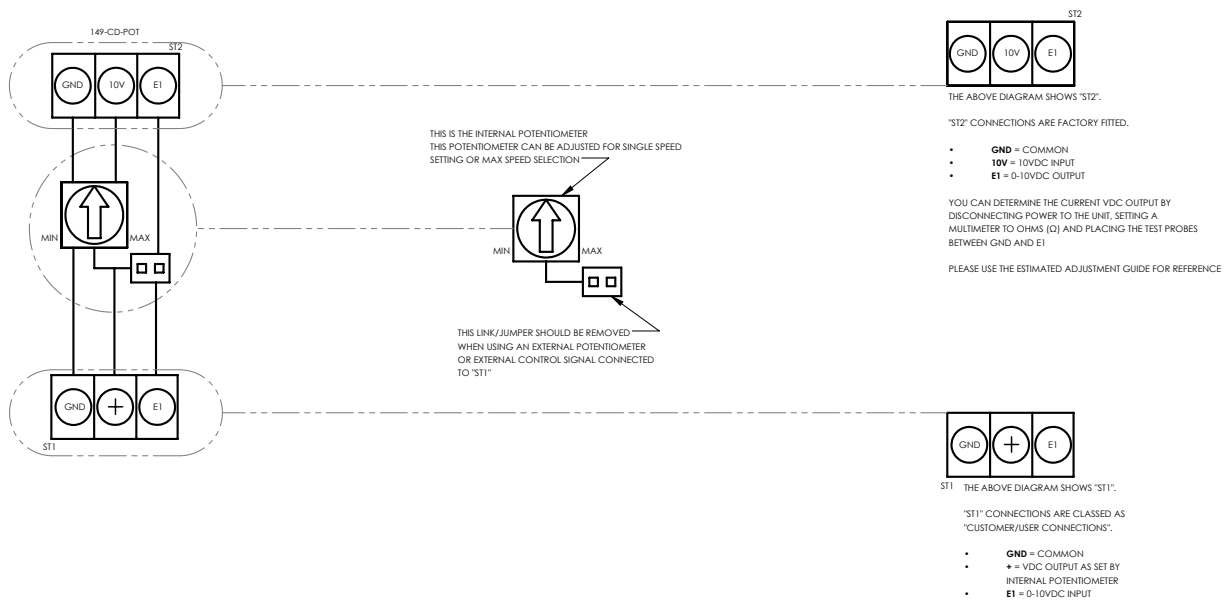 149-CD-POT
ST2
GND 10V E1
MIN MAX
GND + E1
ST1
THIS IS THE INTERNAL POTENTIOMETER
THIS POTENTIOMETER CAN BE ADJUSTED FOR SINGLE SPEED
SETTING OR MAX SPEED SELECTION
MIN MAX
THIS LINK/JUMPER SHOULD BE REMOVED
WHEN USING AN EXTERNAL POTENTIOMETER
OR EXTERNAL CONTROL SIGNAL CONNECTED
TO "ST1"
ST2
GND 10V E1
THE ABOVE DIAGRAM SHOWS "ST2".
"ST2" CONNECTIONS ARE FACTORY FITTED.
• GND = COMMON
• 10V = 10VDC INPUT
• E1 = 0-10VDC OUTPUT
YOU CAN DETERMINE THE CURRENT VDC OUTPUT BY
DISCONNECTING POWER TO THE UNIT, SETTING A
MULTIMETER TO OHMS (Ω) AND PLACING THE TEST PROBES
BETWEEN GND AND E1
PLEASE USE THE ESTIMATED ADJUSTMENT GUIDE FOR REFERENCE
GND + E1
ST1
THE ABOVE DIAGRAM SHOWS "ST1".
"ST1" CONNECTIONS ARE CLASSED AS
"CUSTOMER/USER CONNECTIONS".
• GND = COMMON
• + = VDC OUTPUT AS SET BY
INTERNAL POTENTIOMETER
• E1 = 0-10VDC INPUT